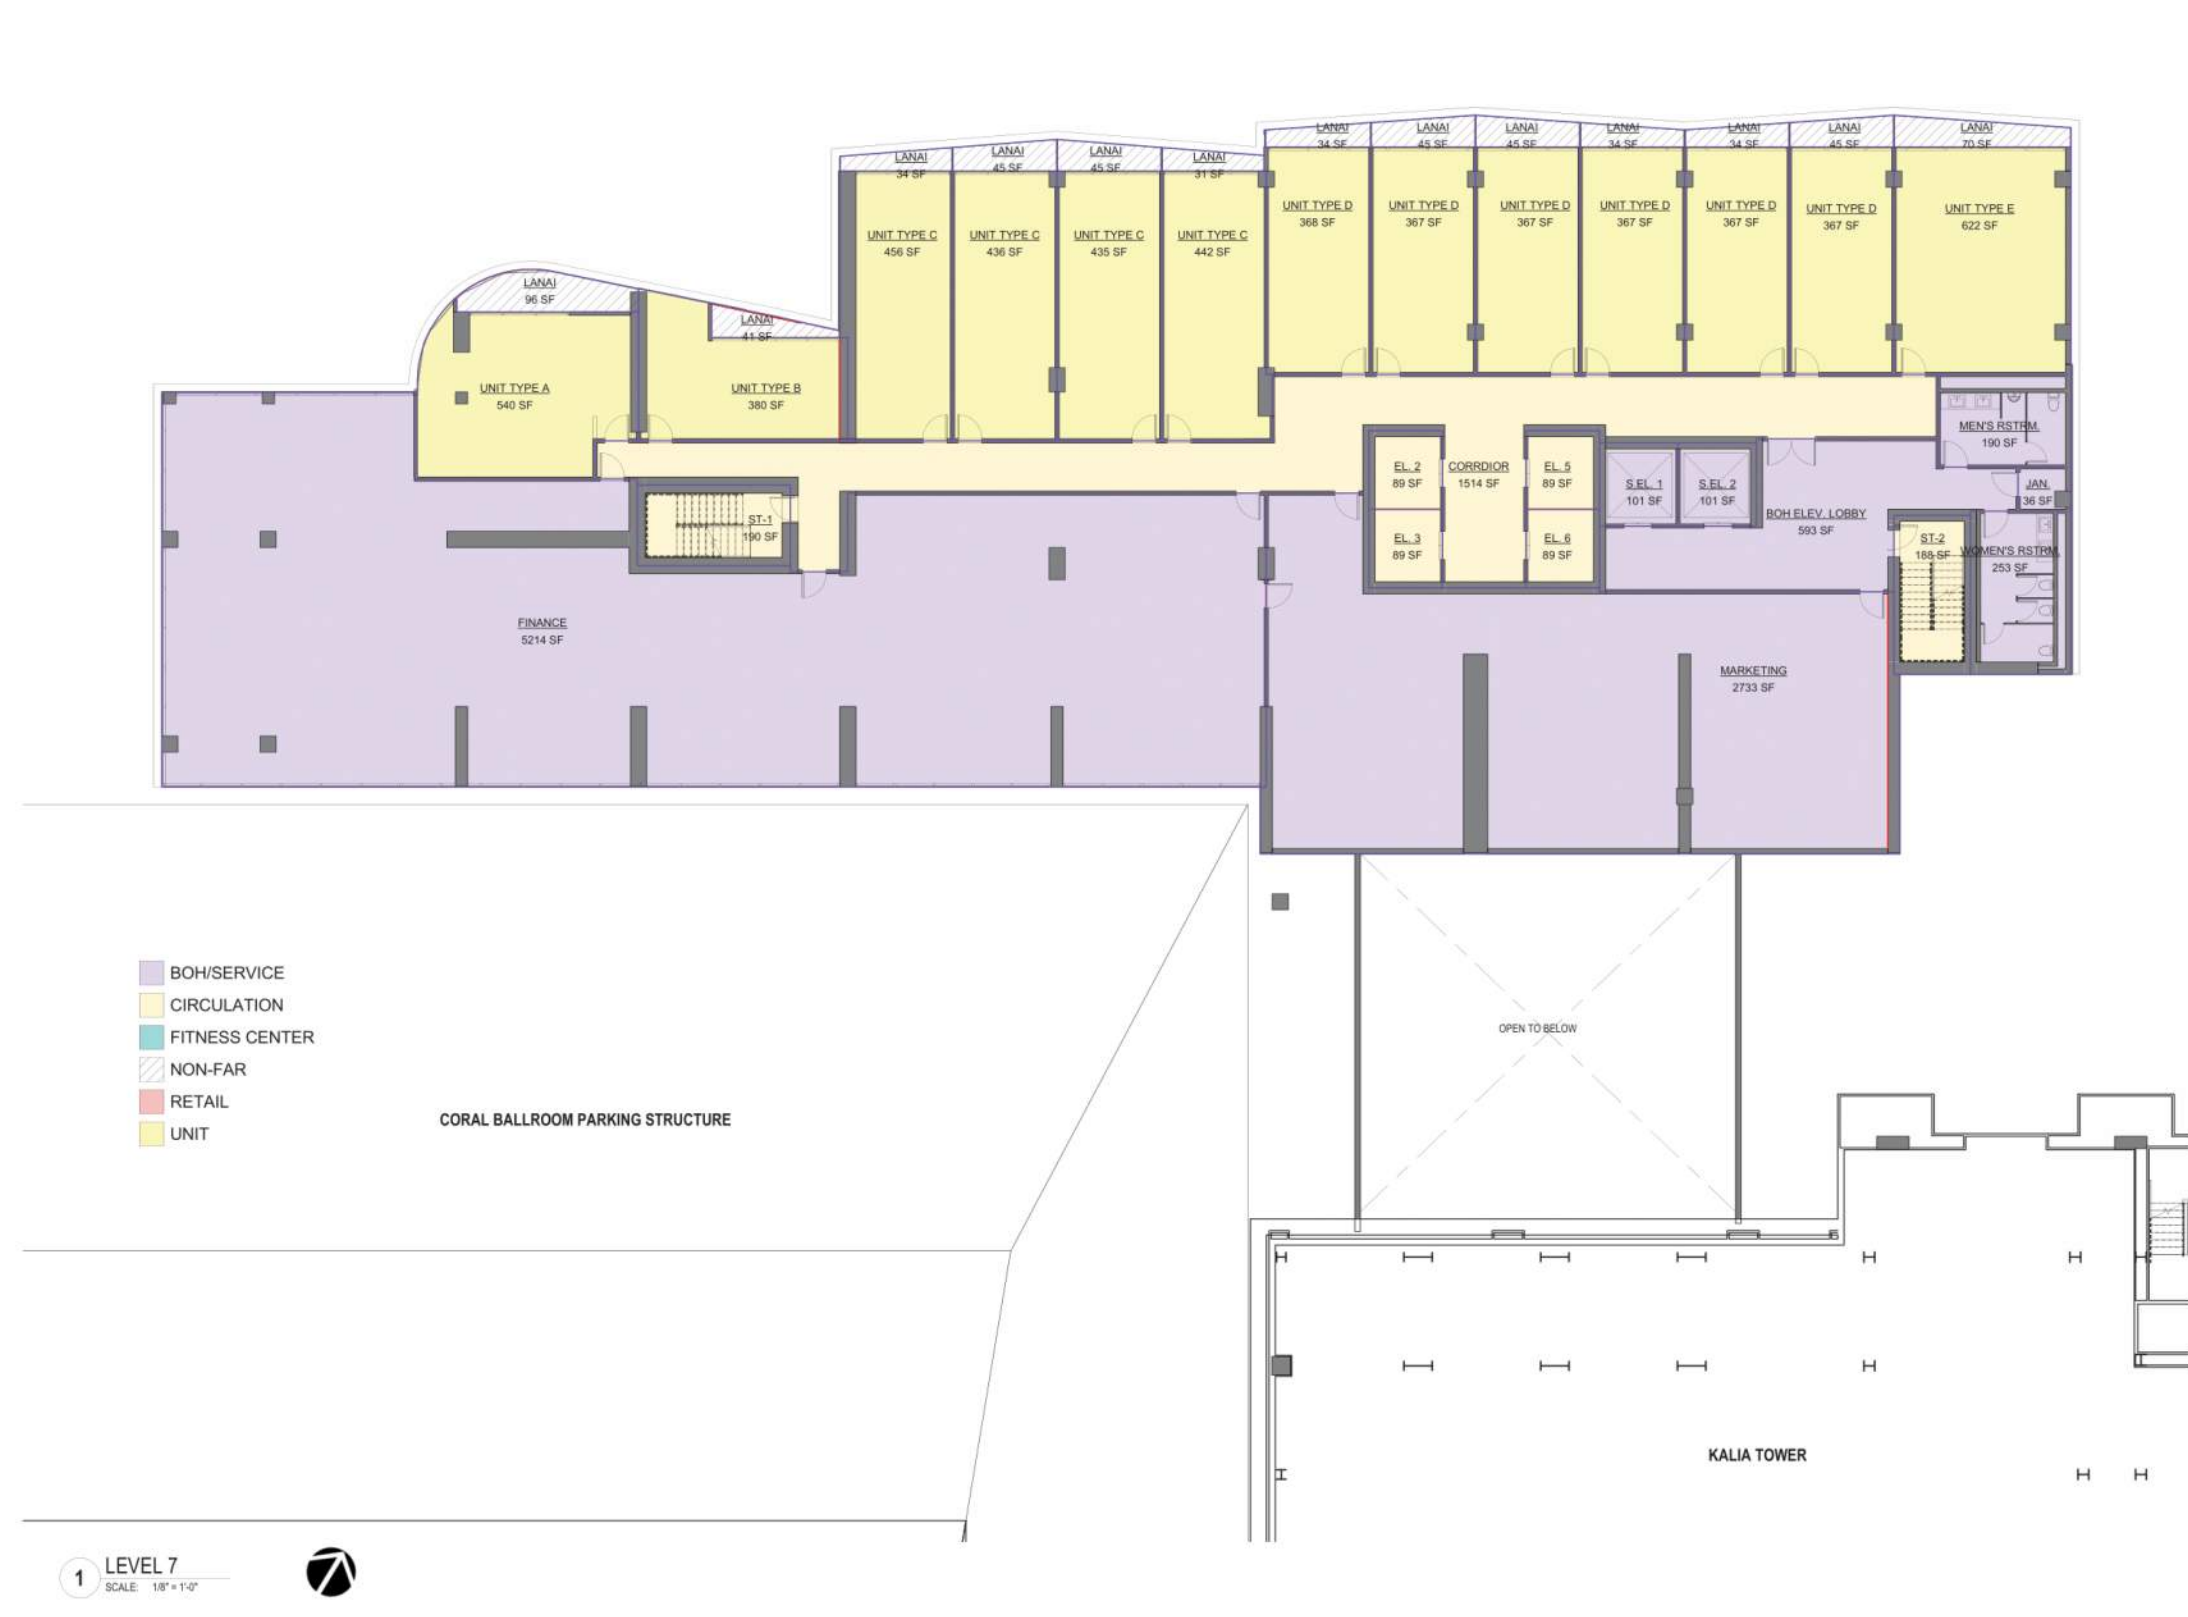 LANAI
34 SF
LANAI
45 SF
LANAI
45 SF
LANAI
34 SF
LANAI
34 SF
LANAI
45 SF
LANAI
70 SF
LANAI
34 SF
LANAI
45 SF
LANAI
45 SF
LANAI
31 SF
UNIT TYPE D
368 SF
UNIT TYPE D
367 SF
UNIT TYPE D
367 SF
UNIT TYPE D
367 SF
UNIT TYPE D
367 SF
UNIT TYPE D
367 SF
UNIT TYPE E
622 SF
UNIT TYPE C
456 SF
UNIT TYPE C
436 SF
UNIT TYPE C
435 SF
UNIT TYPE C
442 SF
LANAI
96 SF
LANAI
41 SF
UNIT TYPE A
540 SF
UNIT TYPE B
380 SF
MEN'S RSTRM.
190 SF
EL. 2
89 SF
CORRDIOR
1514 SF
EL. 5
89 SF
S.EL. 1
101 SF
S.EL. 2
101 SF
JAN.
36 SF
BOH ELEV. LOBBY
593 SF
ST-1
190 SF
EL. 3
89 SF
EL. 6
89 SF
ST-2
188 SF
WOMEN'S RSTRM.
253 SF
FINANCE
5214 SF
MARKETING
2733 SF
BOH/SERVICE
CIRCULATION
FITNESS CENTER
NON-FAR
RETAIL
UNIT
OPEN TO BELOW
CORAL BALLROOM PARKING STRUCTURE
KALIA TOWER
1
LEVEL 7
SCALE: 1/8" = 1'-0"